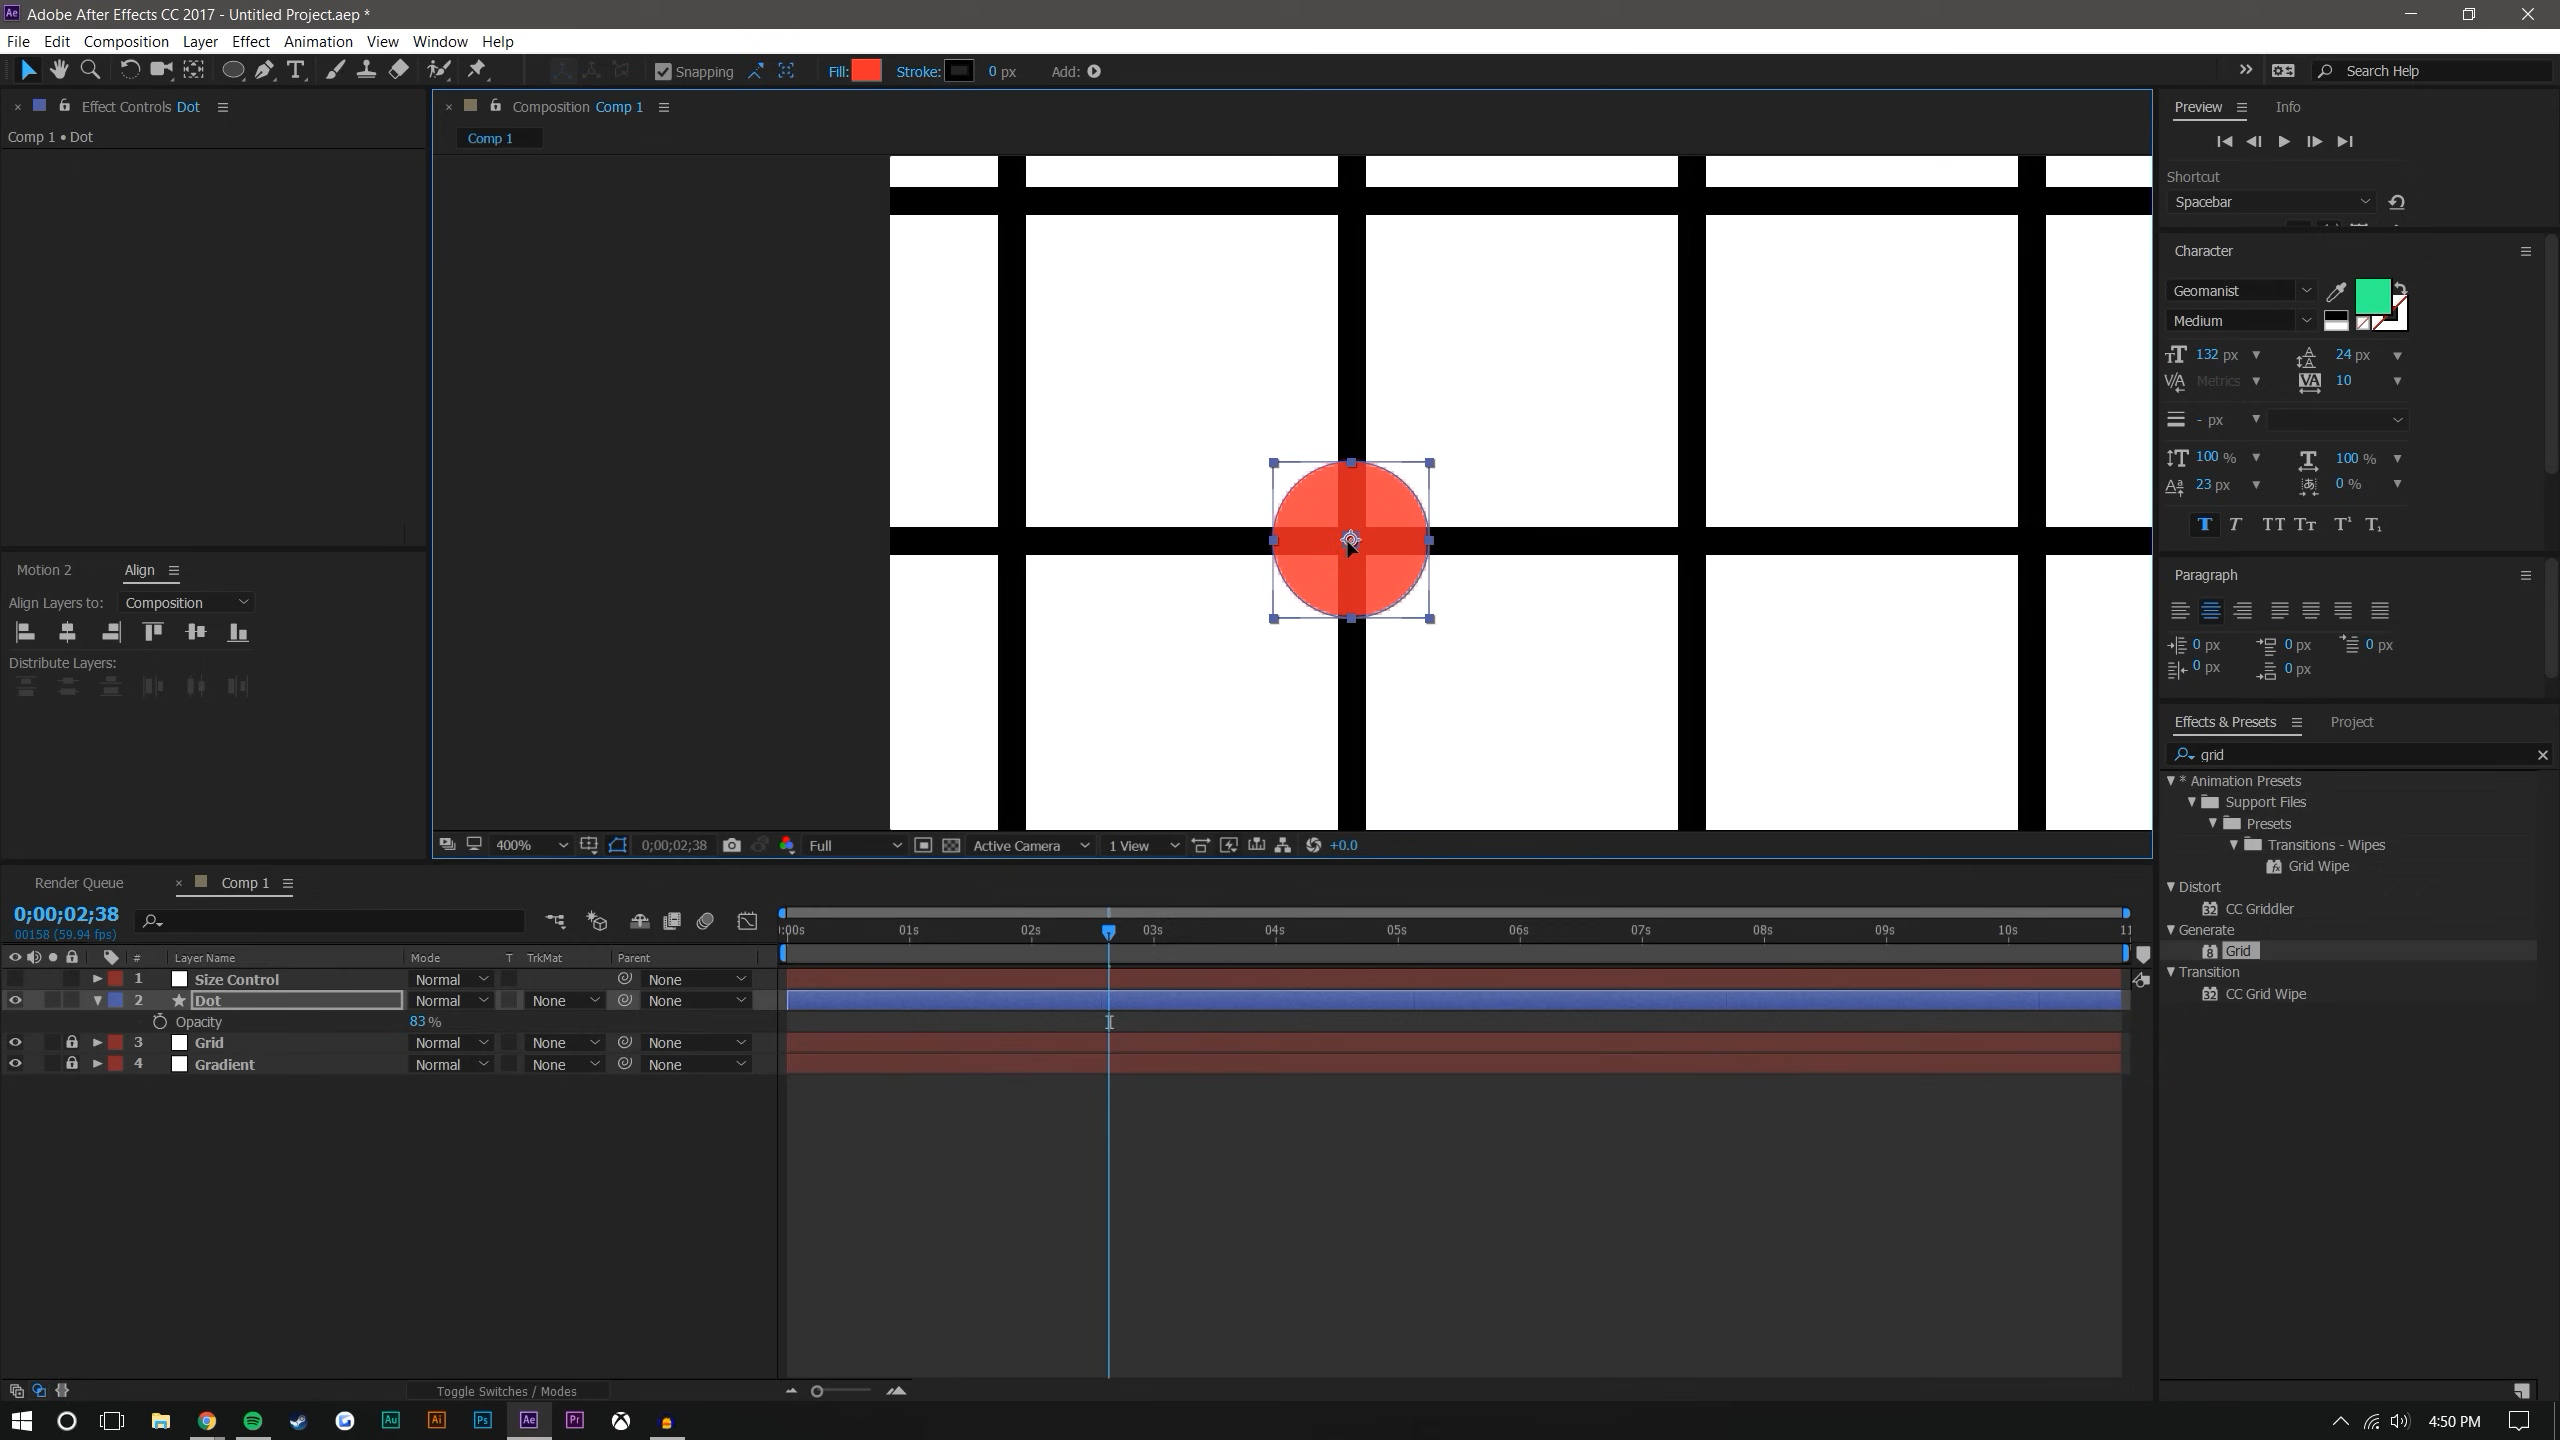 Adobe After Effects CC 2017 - Untitled Project.aep *
File Edit Composition Layer Effect Animation View Window Help
Snapping Fill: Stroke: 0 px Add: Search Help
Effect Controls Dot
Comp 1 • Dot
Composition Comp 1
Comp 1
Preview Info
Shortcut
Spacebar
Character
Geomanist
Medium
132 px 24 px
Metrics 10
- px
100 % 100 %
23 px 0 %
Motion 2 Align
Align Layers to: Composition
Distribute Layers:
Paragraph
0 px 0 px 0 px
0 px 0 px
Effects & Presets Project
grid
* Animation Presets
Support Files
Presets
Transitions - Wipes
Grid Wipe
Distort
CC Griddler
Generate
Grid
Transition
CC Grid Wipe
400% 0;00;02;38 Full Active Camera 1 View +0.0
Render Queue Comp 1
0;00;02;38
00158 (59.94 fps)
:00s 01s 02s 03s 04s 05s 06s 07s 08s 09s 10s 11
# Layer Name Mode T TrkMat Parent
1 Size Control Normal None
2 Dot Normal None None
Opacity 83 %
3 Grid Normal None None
4 Gradient Normal None None
Toggle Switches / Modes
Au Ai Ps Ae Pr 4:50 PM